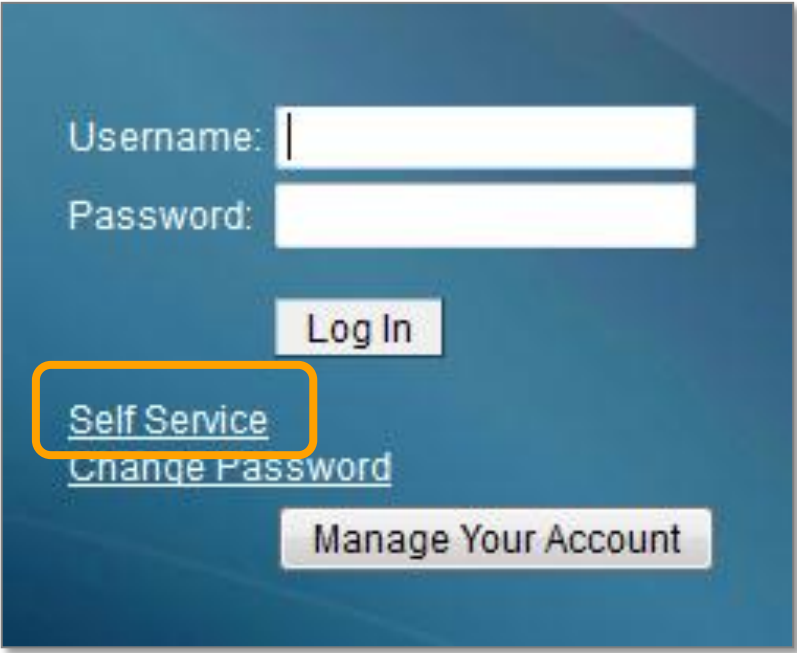 Username:
Password:
Log In
Self Service
Change Password
Manage Your Account